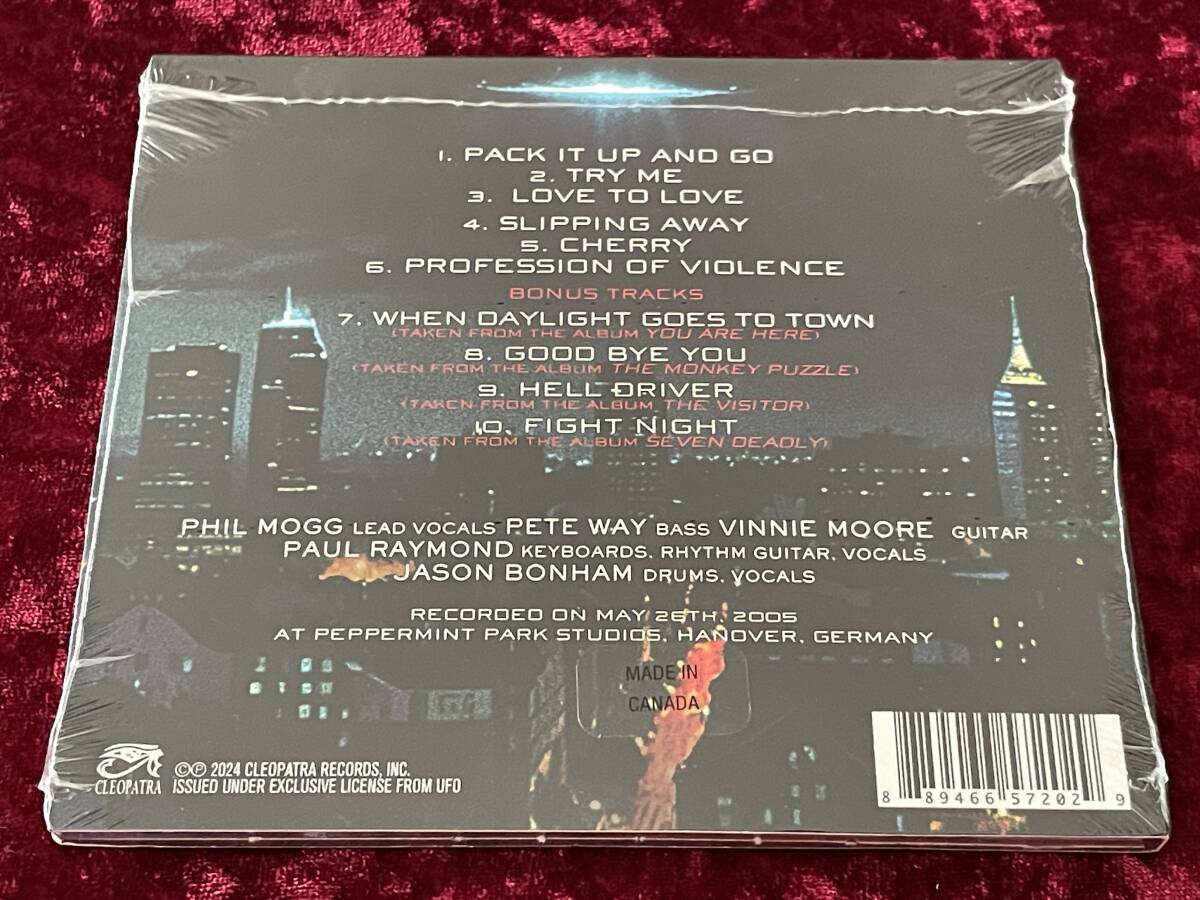 1. PACK IT UP AND GO
2. TRY ME
3. LOVE TO LOVE
4. SLIPPING AWAY
5. CHERRY
6. PROFESSION OF VIOLENCE
BONUS TRACKS
7. WHEN DAYLIGHT GOES TO TOWN
(TAKEN FROM THE ALBUM YOU ARE HERE)
8. GOOD BYE YOU
(TAKEN FROM THE ALBUM THE MONKEY PUZZLE)
9. HELL DRIVER
(TAKEN FROM THE ALBUM THE VISITOR)
10. FIGHT NIGHT
(TAKEN FROM THE ALBUM SEVEN DEADLY)
PHIL MOGG LEAD VOCALS PETE WAY BASS VINNIE MOORE GUITAR
PAUL RAYMOND KEYBOARDS, RHYTHM GUITAR, VOCALS
JASON BONHAM DRUMS, VOCALS
RECORDED ON MAY 26TH, 2005
AT PEPPERMINT PARK STUDIOS, HANOVER, GERMANY
MADE IN
CANADA
CLEOPATRA
©℗ 2024 CLEOPATRA RECORDS, INC.
ISSUED UNDER EXCLUSIVE LICENSE FROM UFO
8 89466 57202 9